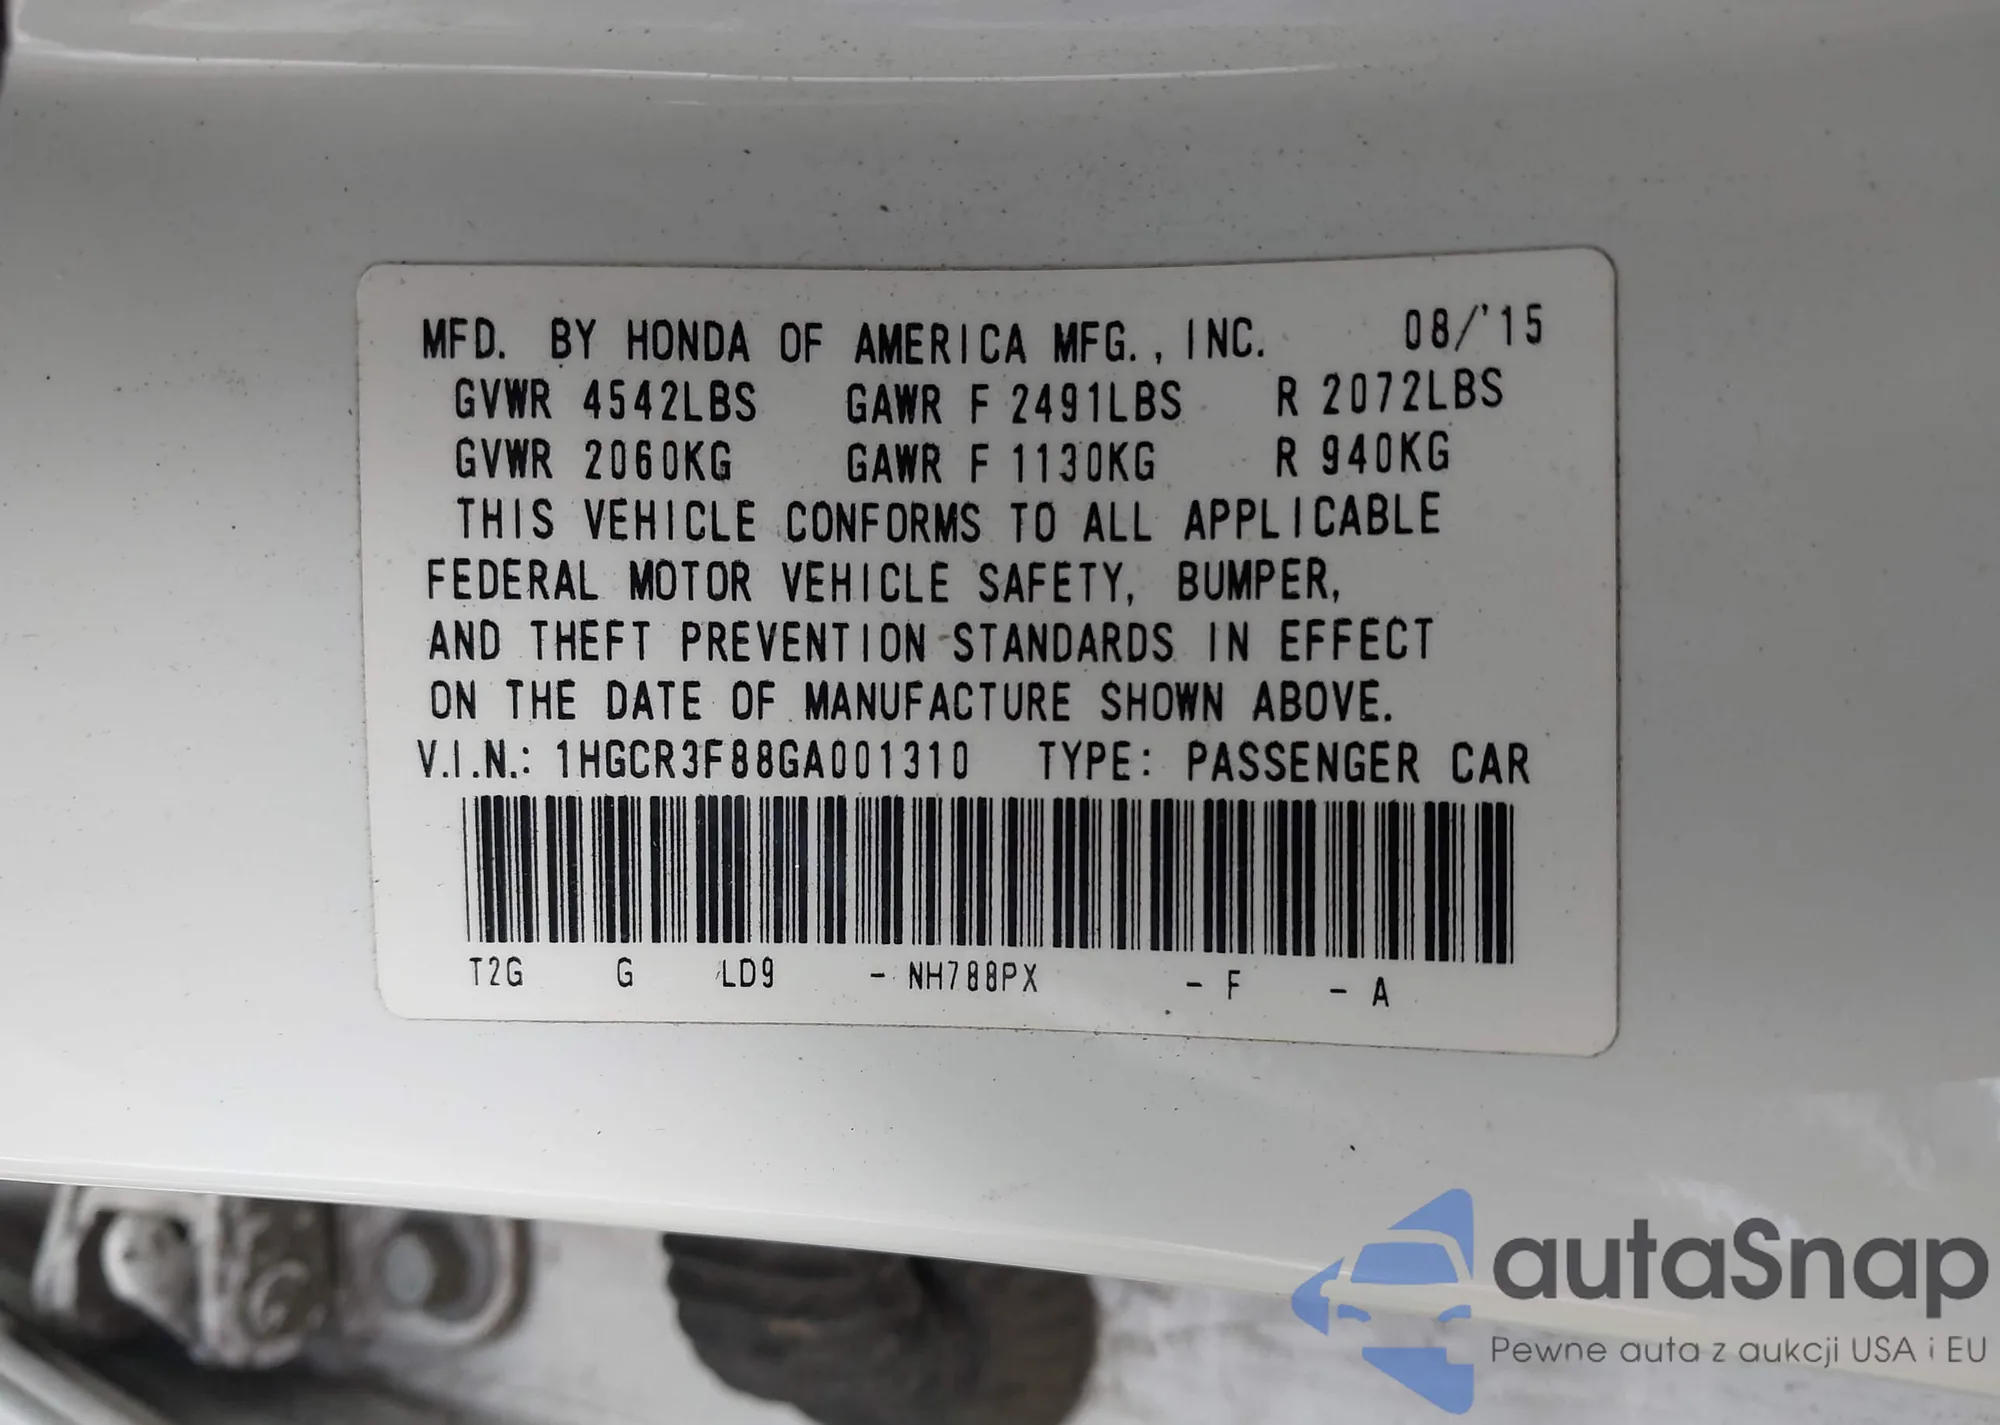 MFD. BY HONDA OF AMERICA MFG., INC. 08/'15
GVWR 4542LBS GAWR F 2491LBS R 2072LBS
GVWR 2060KG GAWR F 1130KG R 940KG
THIS VEHICLE CONFORMS TO ALL APPLICABLE
FEDERAL MOTOR VEHICLE SAFETY, BUMPER,
AND THEFT PREVENTION STANDARDS IN EFFECT
ON THE DATE OF MANUFACTURE SHOWN ABOVE.
V.I.N.: 1HGCR3F88GA001310 TYPE: PASSENGER CAR
T2G G LD9 - NH788PX - F - A
autaSnap
Pewne auta z aukcji USA i EU